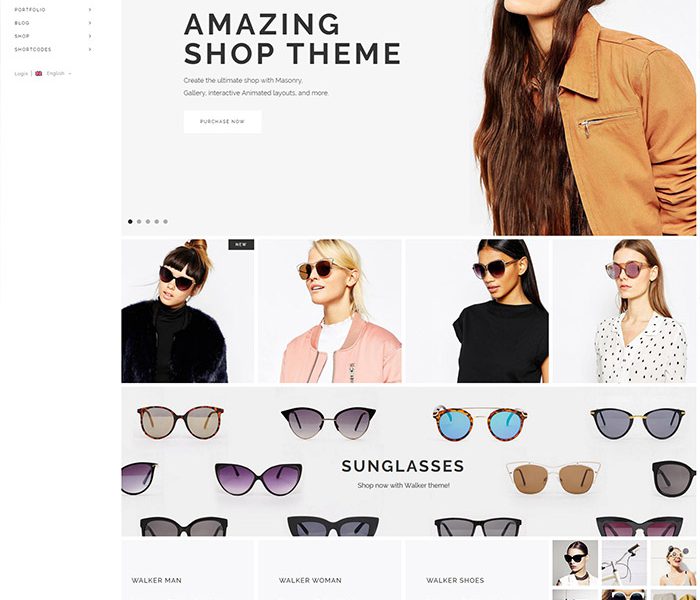 PORTFOLIO
BLOG
SHOP
SHORTCODES
Login | English
AMAZING
SHOP THEME
Create the ultimate shop with Masonry,
Gallery, interactive Animated layouts, and more.
PURCHASE NOW
NEW
SUNGLASSES
Shop now with Walker theme!
WALKER MAN
WALKER WOMAN
WALKER SHOES